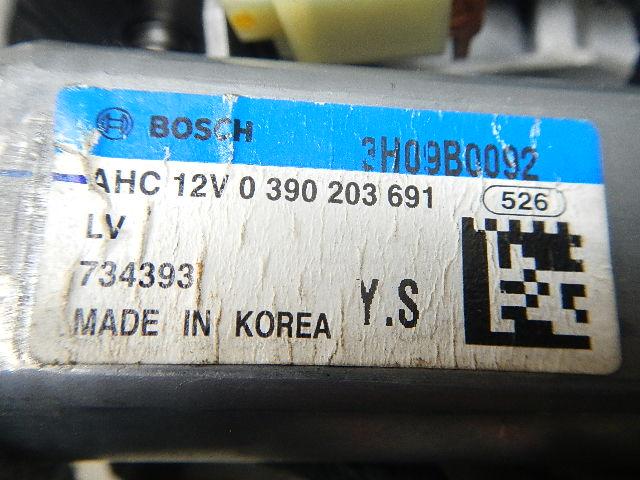 BOSCH 3H09B0092
AHC 12V 0 390 203 691 526
LV
734393
MADE IN KOREA Y.S